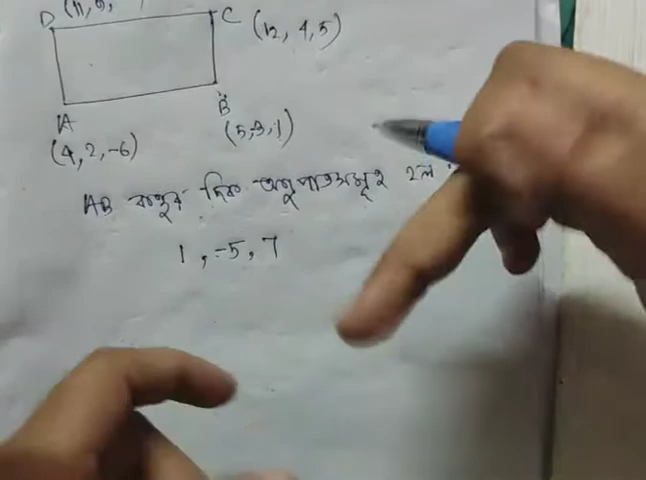 D C (12, 4, 5)
A B
(4, 2, -6) (5, 3, 1)
AB বাহুর দিক অনুপাতসমূহ হল
1, -5, 7